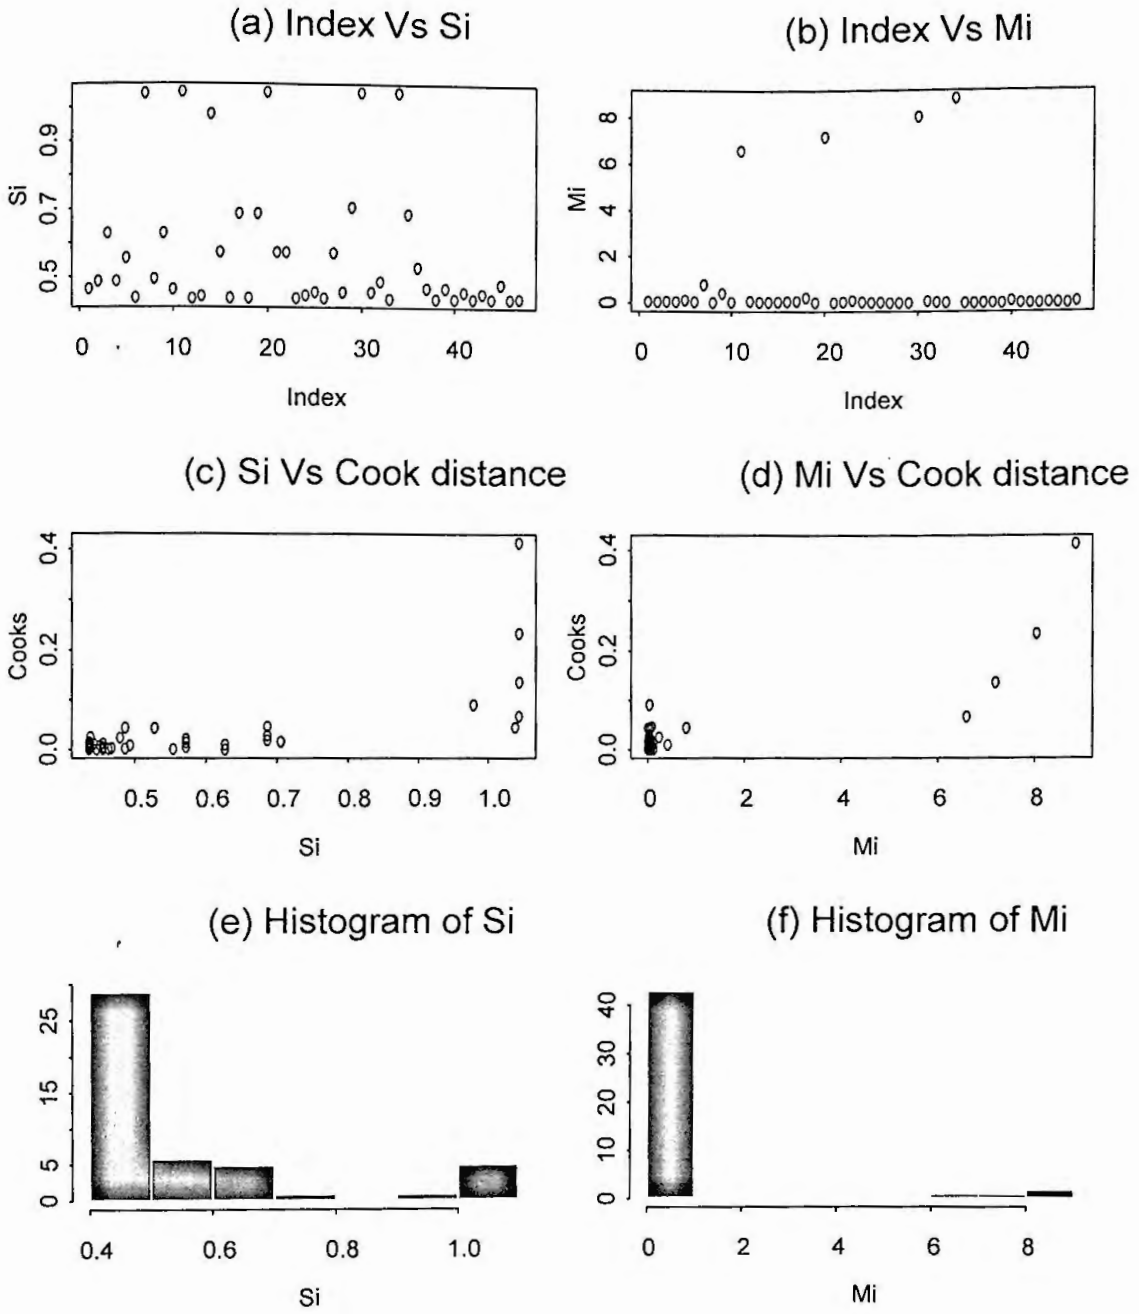 (a) Index Vs Si
(b) Index Vs Mi
Si
0.9
0.7
0.5
0 10 20 30 40
Index
Mi
8
6
4
2
0
0 10 20 30 40
Index
(c) Si Vs Cook distance
(d) Mi Vs Cook distance
Cooks
0.4
0.2
0.0
0.5 0.6 0.7 0.8 0.9 1.0
Si
Cooks
0.4
0.2
0.0
0 2 4 6 8
Mi
(e) Histogram of Si
(f) Histogram of Mi
25
15
5
0
0.4 0.6 0.8 1.0
Si
40
30
20
10
0
0 2 4 6 8
Mi